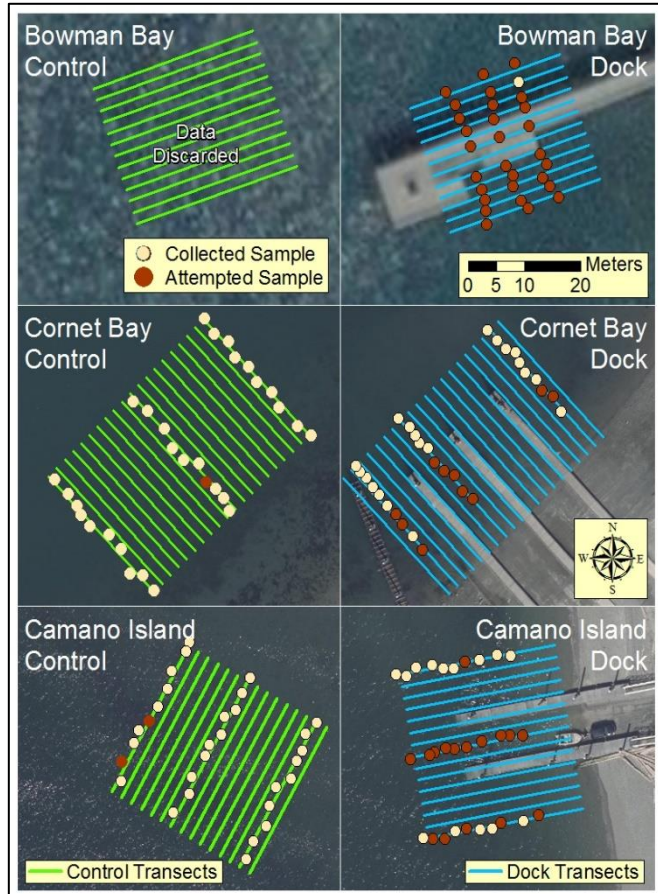 Bowman Bay
Control
Data
Discarded
Collected Sample
Attempted Sample
Bowman Bay
Dock
Meters
0 5 10 20
Cornet Bay
Control
Cornet Bay
Dock
N
W E
S
Camano Island
Control
Control Transects
Camano Island
Dock
Dock Transects